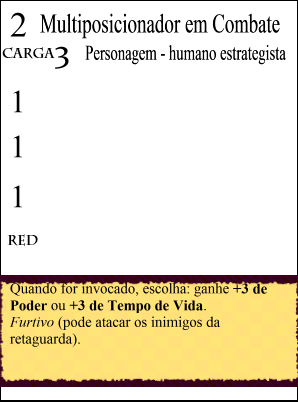 2 Multiposicionador em Combate
CARGA 3 Personagem - humano estrategista
1
1
1
RED
Quando for invocado, escolha: ganhe +3 de
Poder ou +3 de Tempo de Vida.
Furtivo (pode atacar os inimigos da
retaguarda).